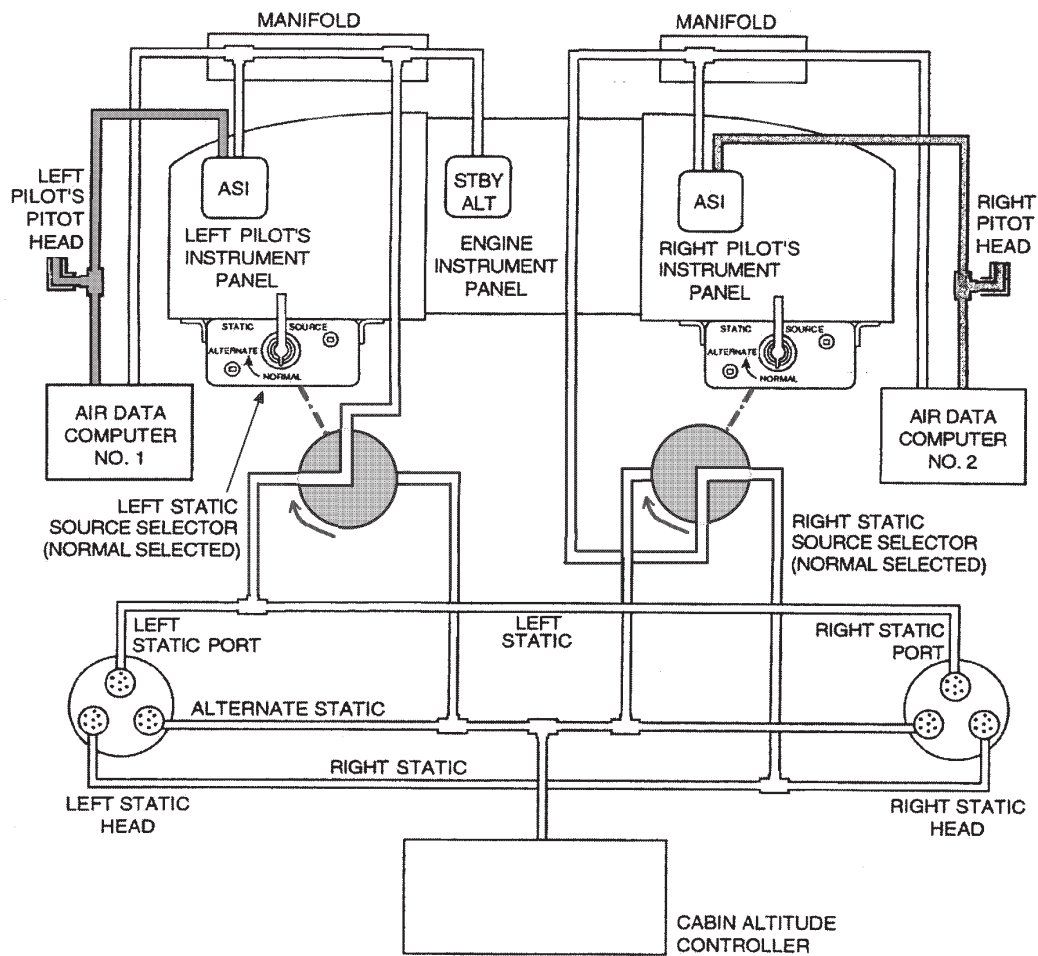 MANIFOLD
MANIFOLD
LEFT
PILOT'S
PITOT
HEAD
ASI
STBY
ALT
ASI
RIGHT
PITOT
HEAD
LEFT PILOT'S
INSTRUMENT
PANEL
ENGINE
INSTRUMENT
PANEL
RIGHT PILOT'S
INSTRUMENT
PANEL
STATIC SOURCE
ALTERNATE
NORMAL
STATIC SOURCE
ALTERNATE
NORMAL
AIR DATA
COMPUTER
NO. 1
AIR DATA
COMPUTER
NO. 2
LEFT STATIC
SOURCE SELECTOR
(NORMAL SELECTED)
RIGHT STATIC
SOURCE SELECTOR
(NORMAL SELECTED)
LEFT
STATIC PORT
LEFT
STATIC
RIGHT STATIC
PORT
ALTERNATE STATIC
RIGHT STATIC
LEFT STATIC
HEAD
RIGHT STATIC
HEAD
CABIN ALTITUDE
CONTROLLER